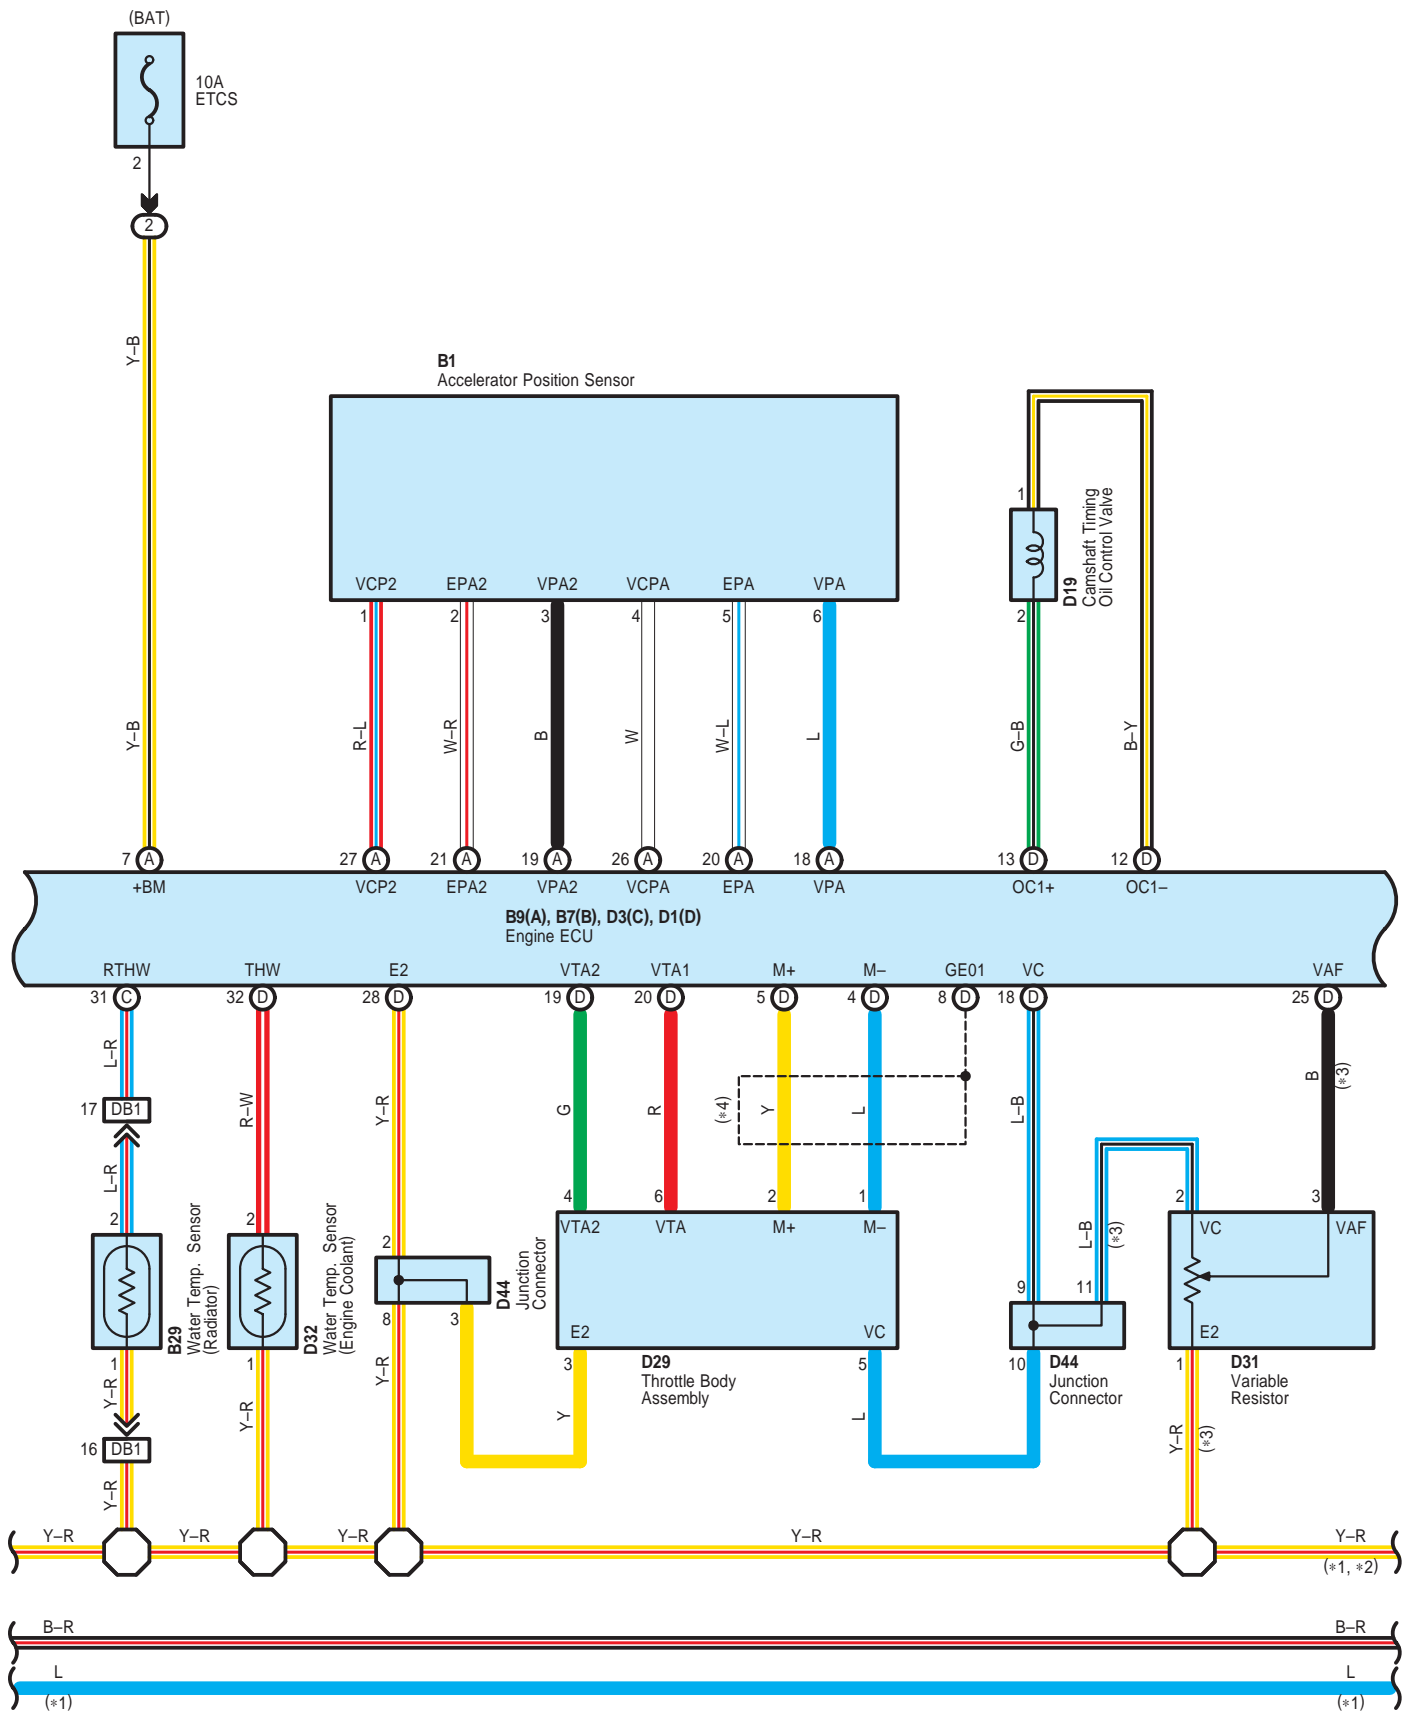 (BAT)
10A
ETCS
2
2
Y–B
B1
Accelerator Position Sensor
VCP2 EPA2 VPA2 VCPA EPA VPA
1 2 3 4 5 6
1
D19
Camshaft Timing
Oil Control Valve
2
Y–B R–L W–R B W W–L L G–B B–Y
7 A 27 A 21 A 19 A 26 A 20 A 18 A 13 D 12 D
+BM VCP2 EPA2 VPA2 VCPA EPA VPA OC1+ OC1–
B9(A), B7(B), D3(C), D1(D)
Engine ECU
RTHW THW E2 VTA2 VTA1 M+ M– GE01 VC VAF
31 C 32 D 28 D 19 D 20 D 5 D 4 D 8 D 18 D 25 D
L–R
17 DB1
L–R
R–W
Y–R
G R (*4) Y L
L–B
B (*3)
2 2 2 4 6 2 1 9 11 2 3
VTA2 VTA M+ M– VC VAF
L–B (*3)
B29
Water Temp. Sensor
(Radiator)
D32
Water Temp. Sensor
(Engine Coolant)
D44
Junction
Connector
8 3
E2 VC E2
1 1 3 5 10 1
D29
Throttle Body
Assembly
D44
Junction
Connector
D31
Variable
Resistor
Y–R Y–R Y–R Y L Y–R (*3)
16 DB1
Y–R
Y–R Y–R Y–R Y–R Y–R
(*1, *2)
B–R B–R
L L
(*1) (*1)